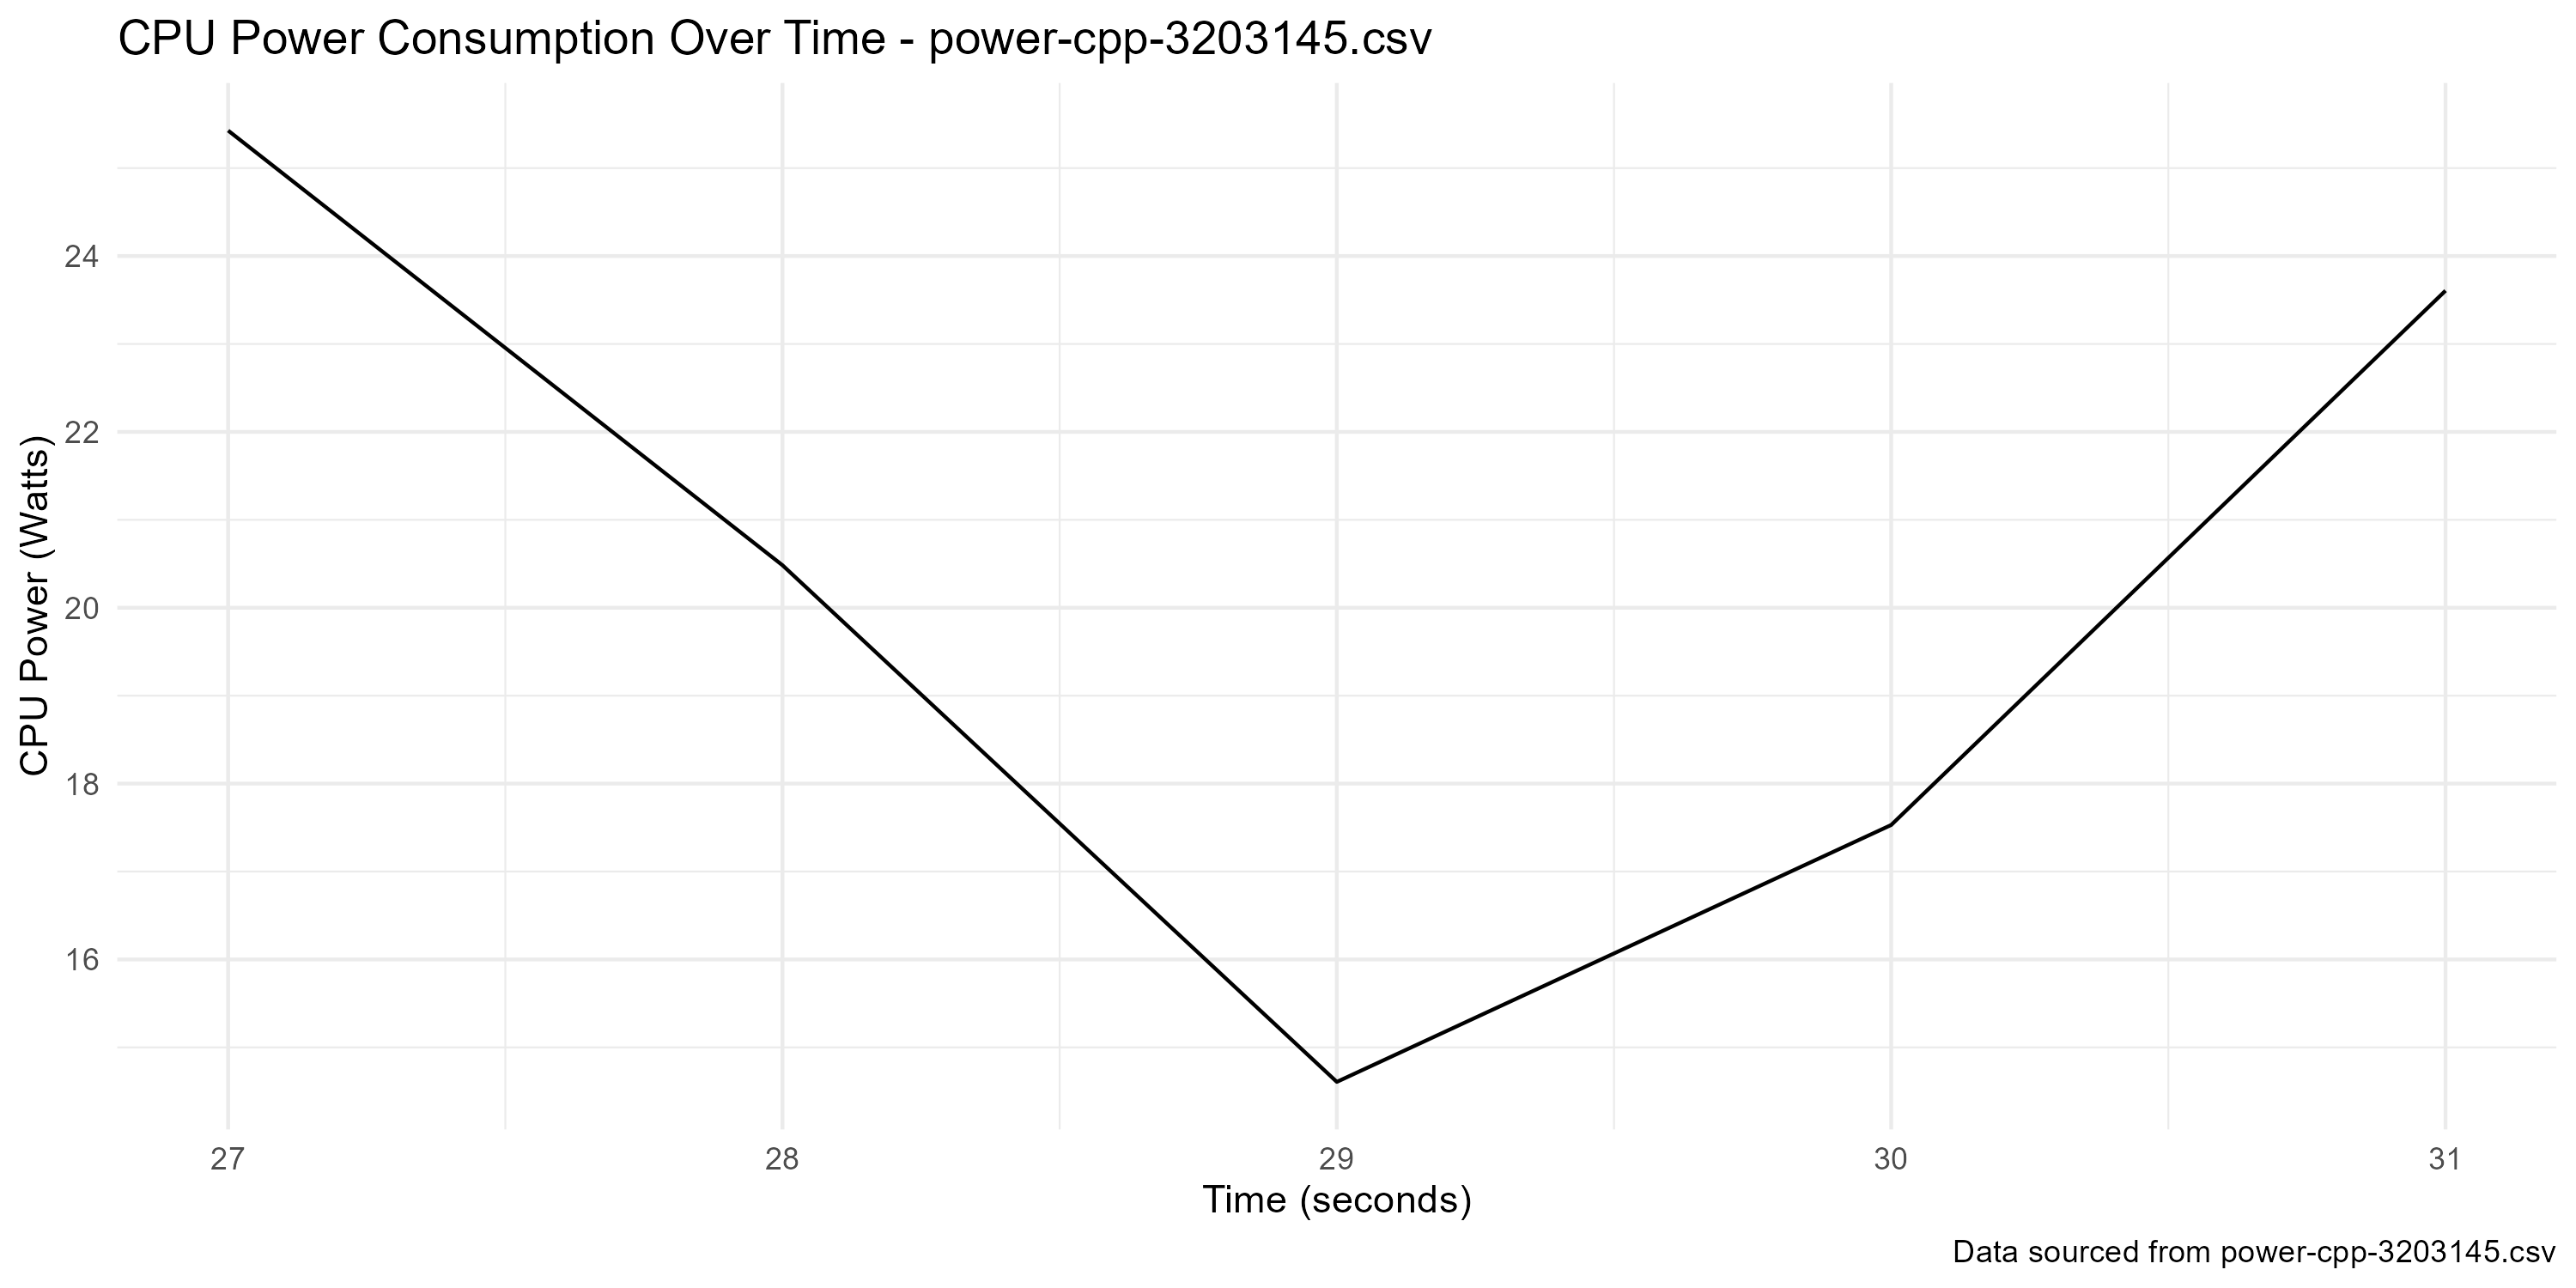 CPU Power Consumption Over Time - power-cpp-3203145.csv
CPU Power (Watts)
24
22
20
18
16
27 28 29 30 31
Time (seconds)
Data sourced from power-cpp-3203145.csv